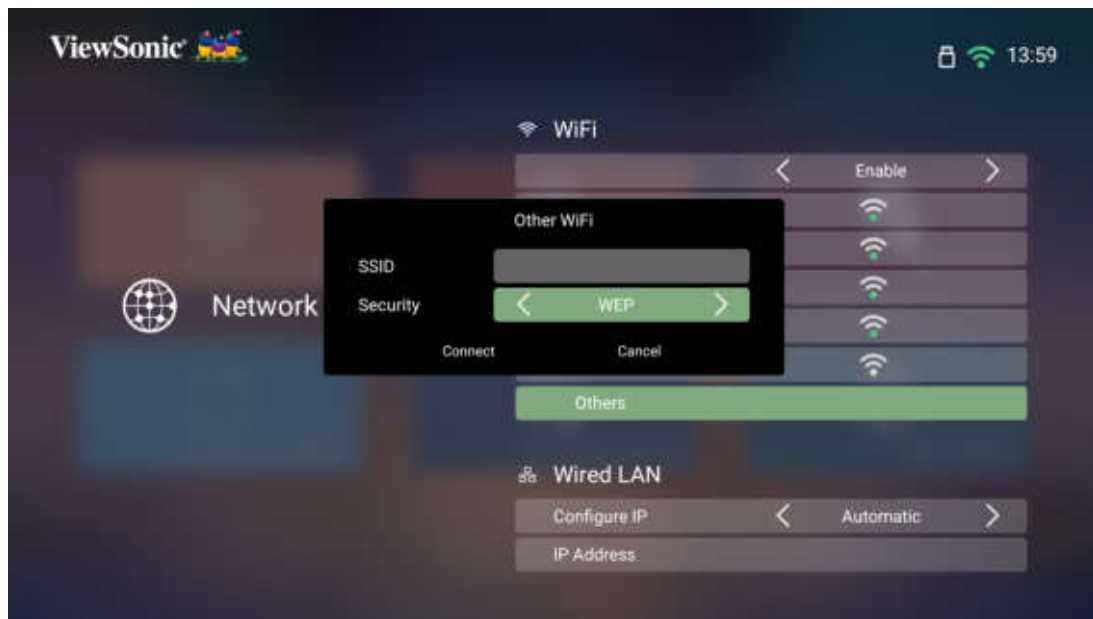 ViewSonic
13:59
WiFi
Enable
Other WiFi
SSID
Security WEP
Connect Cancel
Network
Others
Wired LAN
Configure IP Automatic
IP Address